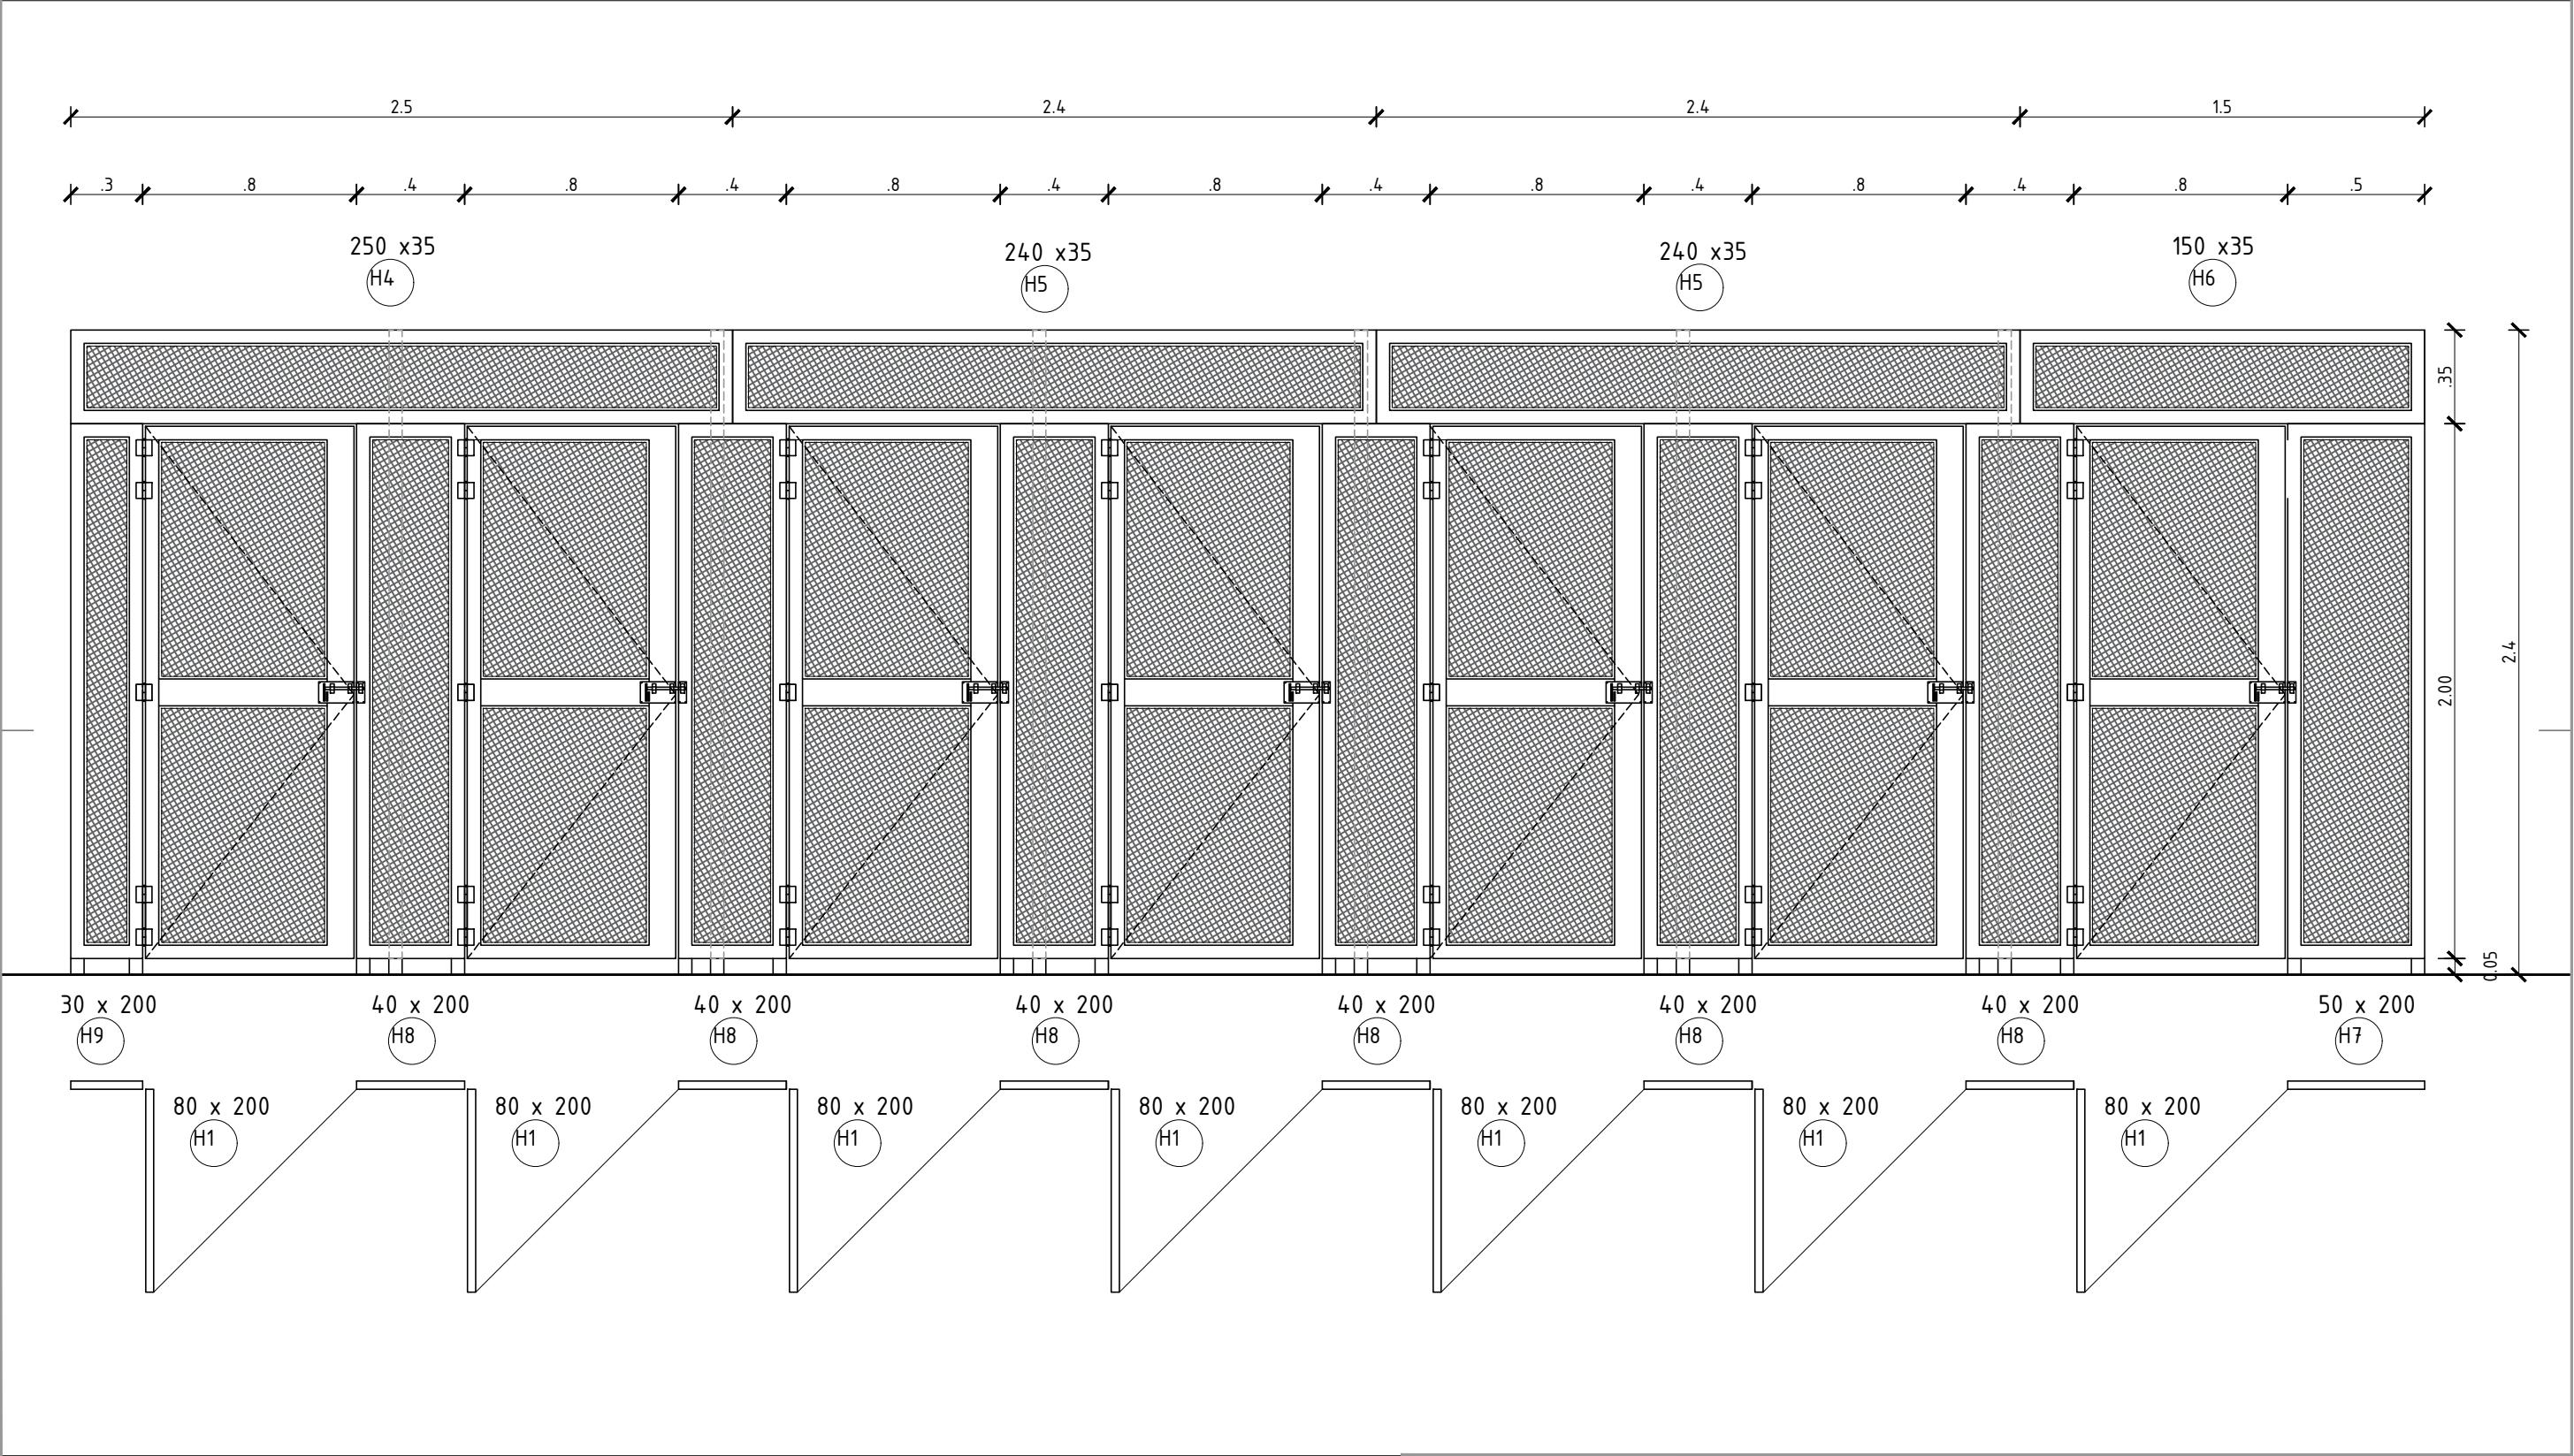 2.5 2.4 2.4 1.5
.3 .8 .4 .8 .4 .8 .4 .8 .4 .8 .4 .8 .4 .8 .5
250 x35 240 x35 240 x35 150 x35
H4 H5 H5 H6
.35
2.4
2.00
0.05
30 x 200 40 x 200 40 x 200 40 x 200 40 x 200 40 x 200 40 x 200 50 x 200
H9 H8 H8 H8 H8 H8 H8 H7
80 x 200 80 x 200 80 x 200 80 x 200 80 x 200 80 x 200 80 x 200
H1 H1 H1 H1 H1 H1 H1